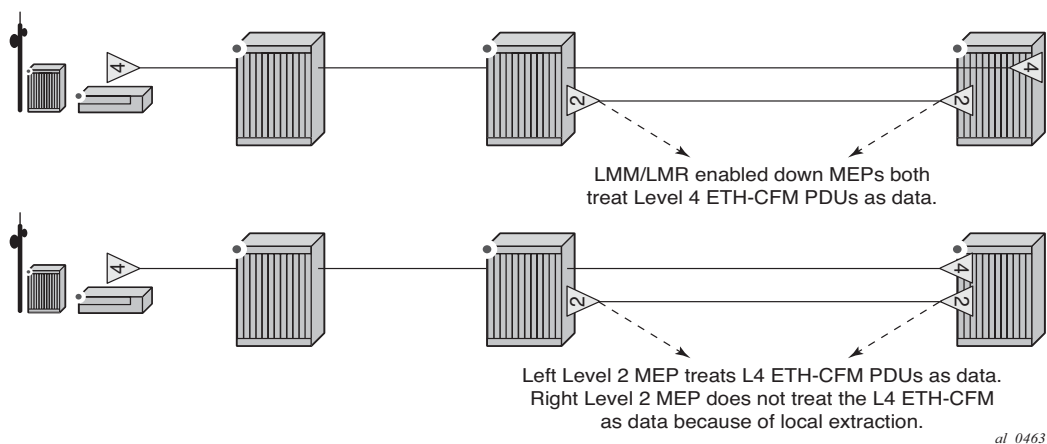 4
4
2
2
LMM/LMR enabled down MEPs both
treat Level 4 ETH-CFM PDUs as data.
4
4
2
2
Left Level 2 MEP treats L4 ETH-CFM PDUs as data.
Right Level 2 MEP does not treat the L4 ETH-CFM
as data because of local extraction.
al_0463